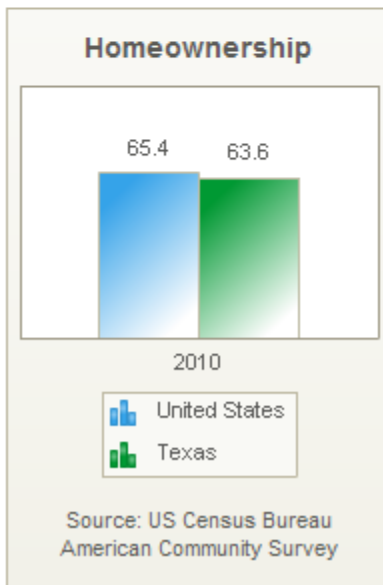 Homeownership
65.4
63.6
2010
United States
Texas
Source: US Census Bureau
American Community Survey